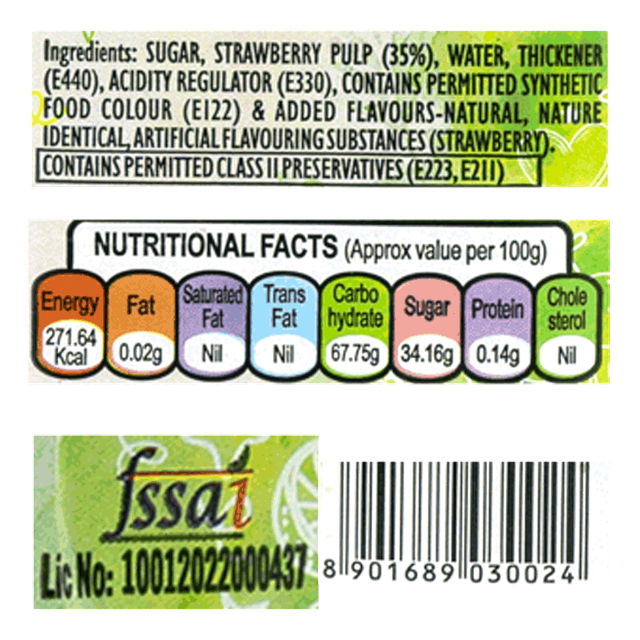 Ingredients: SUGAR, STRAWBERRY PULP (35%), WATER, THICKENER
(E440), ACIDITY REGULATOR (E330), CONTAINS PERMITTED SYNTHETIC
FOOD COLOUR (E122) & ADDED FLAVOURS-NATURAL, NATURE
IDENTICAL, ARTIFICIAL FLAVOURING SUBSTANCES (STRAWBERRY).
CONTAINS PERMITTED CLASS II PRESERVATIVES (E223, E211)
NUTRITIONAL FACTS (Approx value per 100g)
Energy 271.64 Kcal
Fat 0.02g
Saturated Fat Nil
Trans Fat Nil
Carbo hydrate 67.75g
Sugar 34.16g
Protein 0.14g
Chole sterol Nil
fssai
Lic No: 10012022000437
8 901689 030024